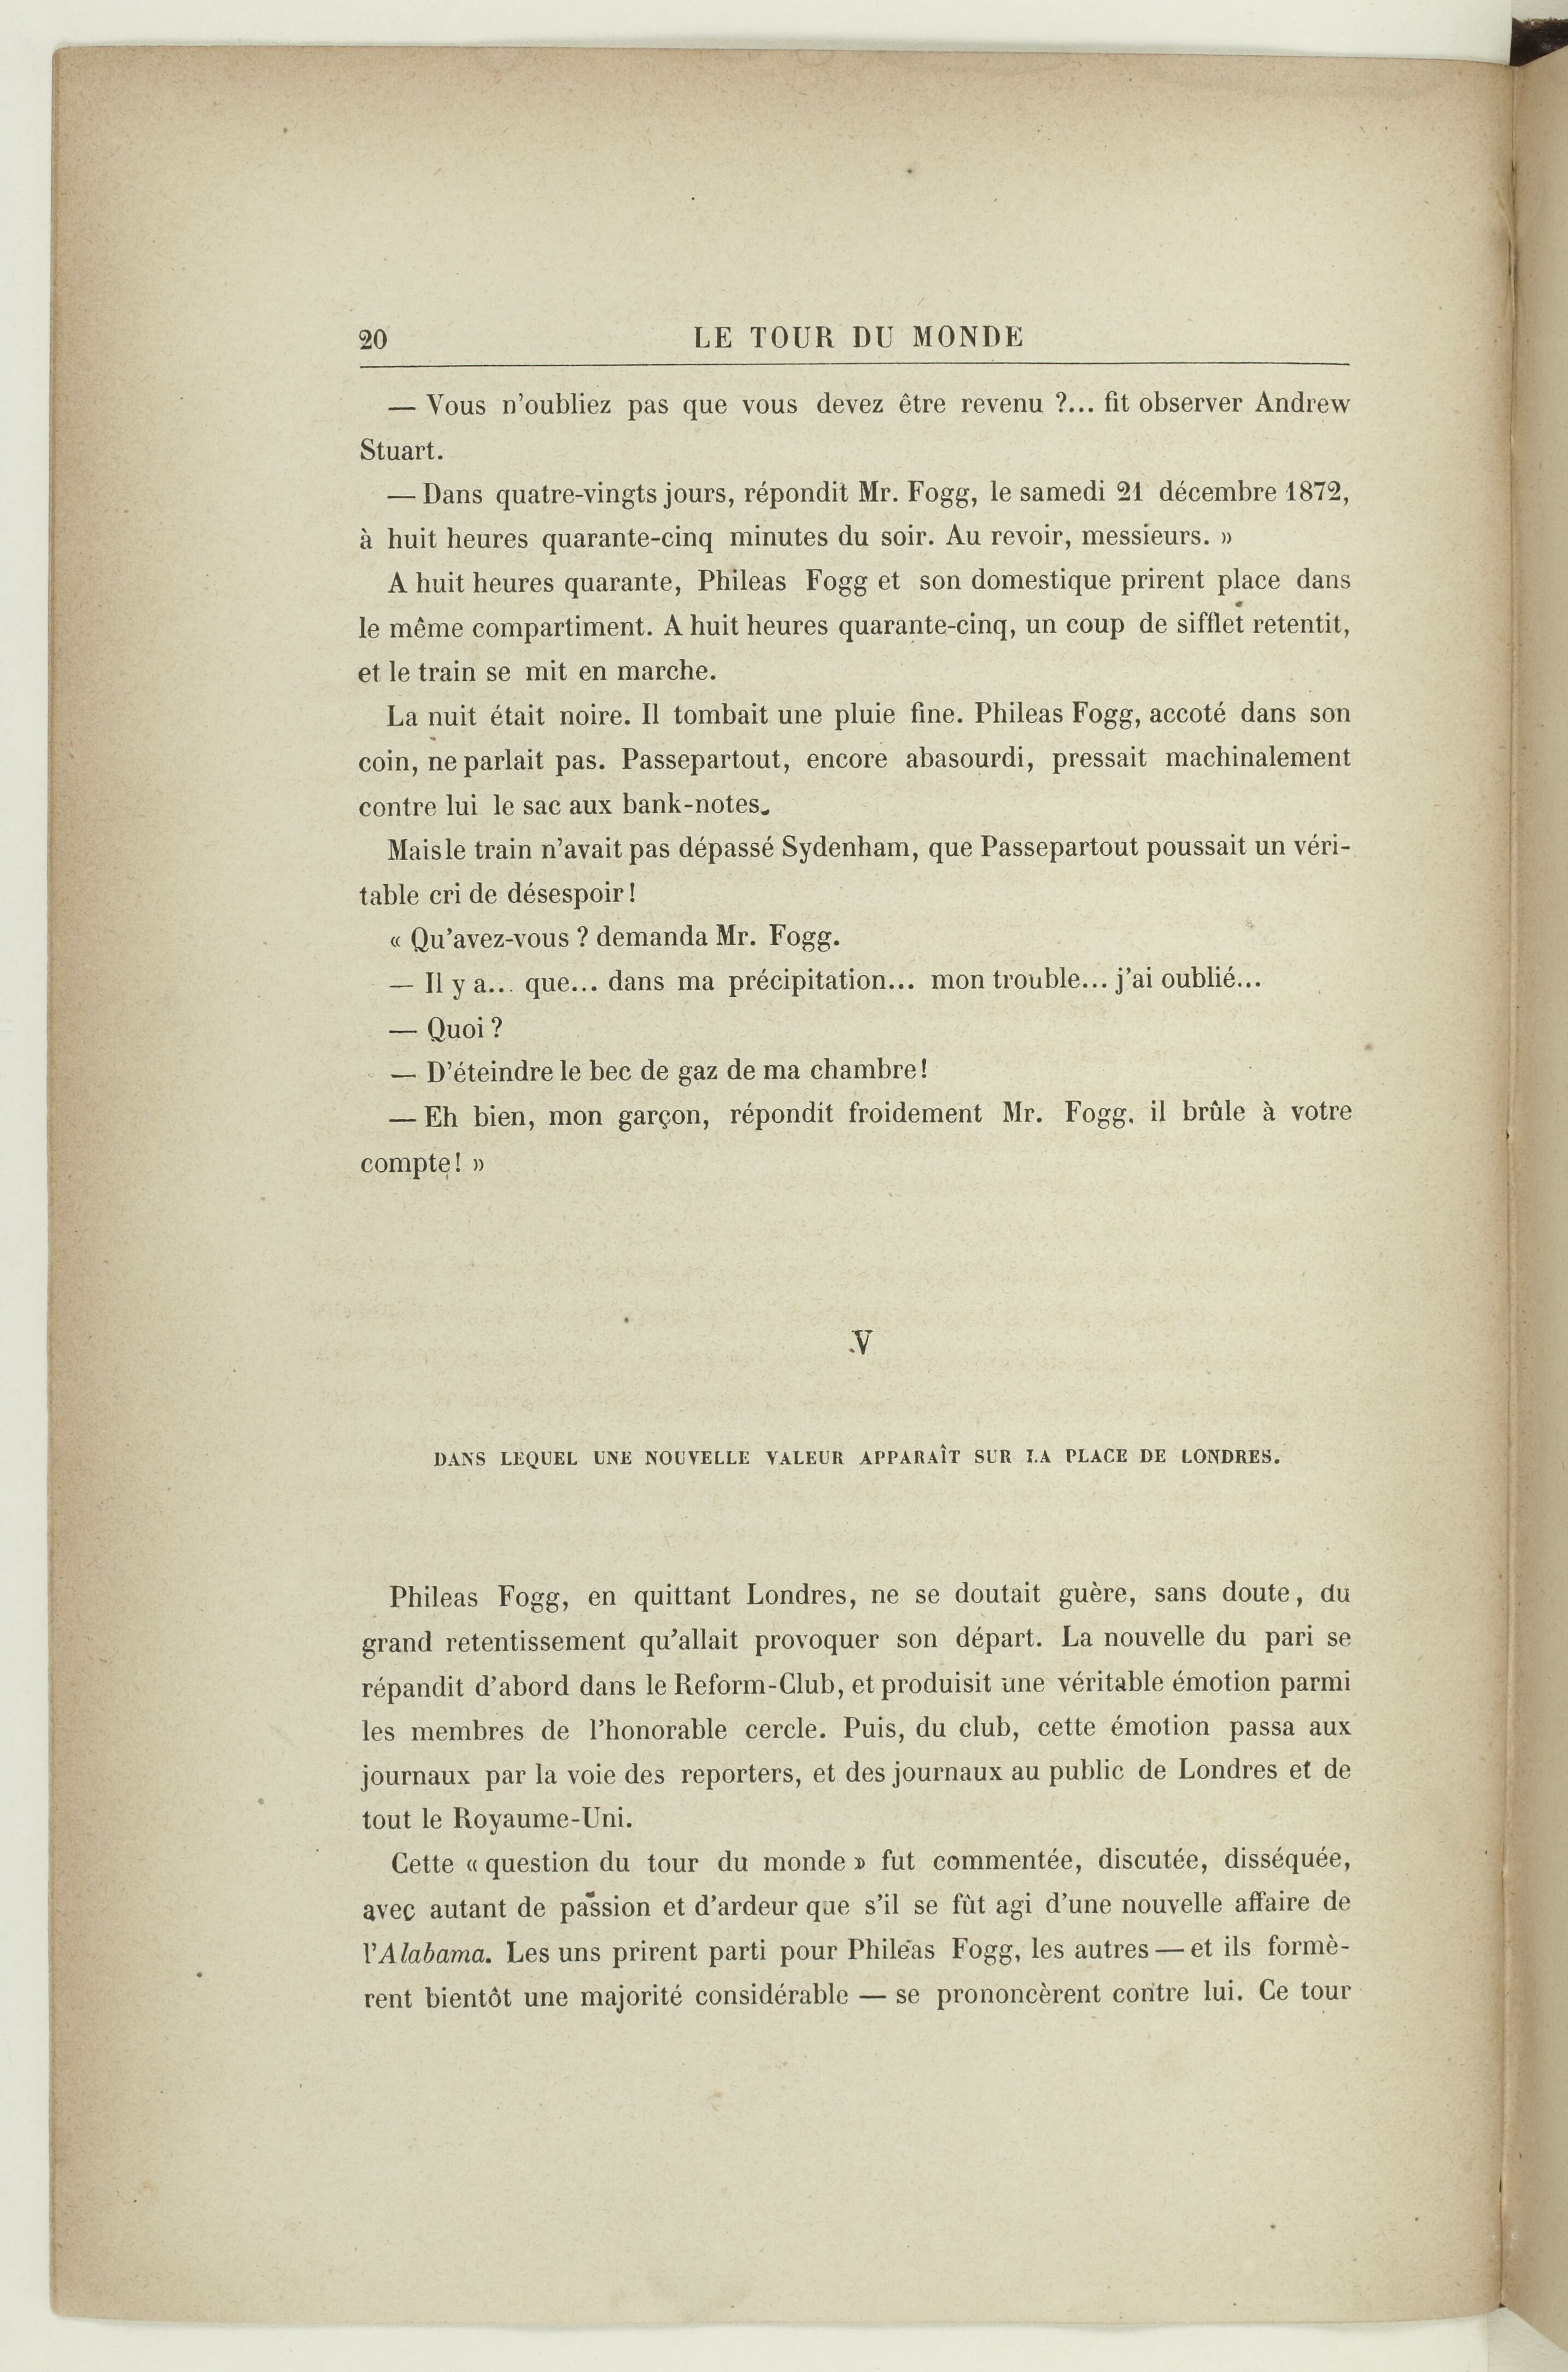 20 LE TOUR DU MONDE
— Vous n'oubliez pas que vous devez être revenu ?... fit observer Andrew
Stuart.
— Dans quatre-vingts jours, répondit Mr. Fogg, le samedi 21 décembre 1872,
à huit heures quarante-cinq minutes du soir. Au revoir, messieurs. »
A huit heures quarante, Phileas Fogg et son domestique prirent place dans
le même compartiment. A huit heures quarante-cinq, un coup de sifflet retentit,
et le train se mit en marche.
La nuit était noire. Il tombait une pluie fine. Phileas Fogg, accoté dans son
coin, ne parlait pas. Passepartout, encore abasourdi, pressait machinalement
contre lui le sac aux bank-notes.
Mais le train n'avait pas dépassé Sydenham, que Passepartout poussait un véri-
table cri de désespoir !
« Qu'avez-vous ? demanda Mr. Fogg.
— Il y a... que... dans ma précipitation... mon trouble... j'ai oublié...
— Quoi ?
— D'éteindre le bec de gaz de ma chambre !
— Eh bien, mon garçon, répondit froidement Mr. Fogg, il brûle à votre
compte ! »
V
DANS LEQUEL UNE NOUVELLE VALEUR APPARAÎT SUR LA PLACE DE LONDRES.
Phileas Fogg, en quittant Londres, ne se doutait guère, sans doute, du
grand retentissement qu'allait provoquer son départ. La nouvelle du pari se
répandit d'abord dans le Reform-Club, et produisit une véritable émotion parmi
les membres de l'honorable cercle. Puis, du club, cette émotion passa aux
journaux par la voie des reporters, et des journaux au public de Londres et de
tout le Royaume-Uni.
Cette « question du tour du monde » fut commentée, discutée, disséquée,
avec autant de passion et d'ardeur que s'il se fût agi d'une nouvelle affaire de
l'Alabama. Les uns prirent parti pour Phileas Fogg, les autres — et ils formè-
rent bientôt une majorité considérable — se prononcèrent contre lui. Ce tour